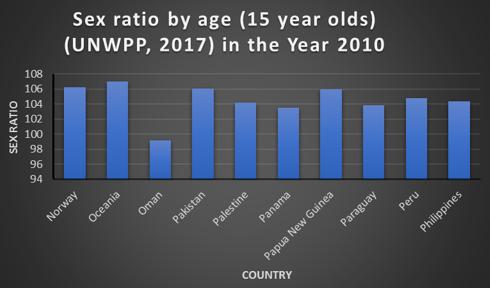 Sex ratio by age (15 year olds)
(UNWPP, 2017) in the Year 2010
SEX RATIO
108
106
104
102
100
98
96
94
Norway
Oceania
Oman
Pakistan
Palestine
Panama
Papua New Guinea
Paraguay
Peru
Philippines
COUNTRY